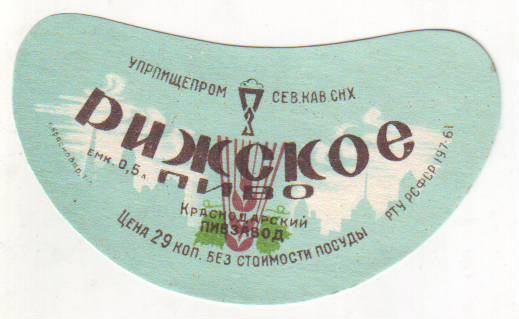 УПРПИЩЕПРОМ СЕВ.КАВ.СНХ
РИЖСКОЕ
ЕМК. 0,5 л
ПИВО
КРАСНОДАРСКИЙ
ПИВЗАВОД
ЦЕНА 29 КОП. БЕЗ СТОИМОСТИ ПОСУДЫ
РТУ РСФСР 197-61